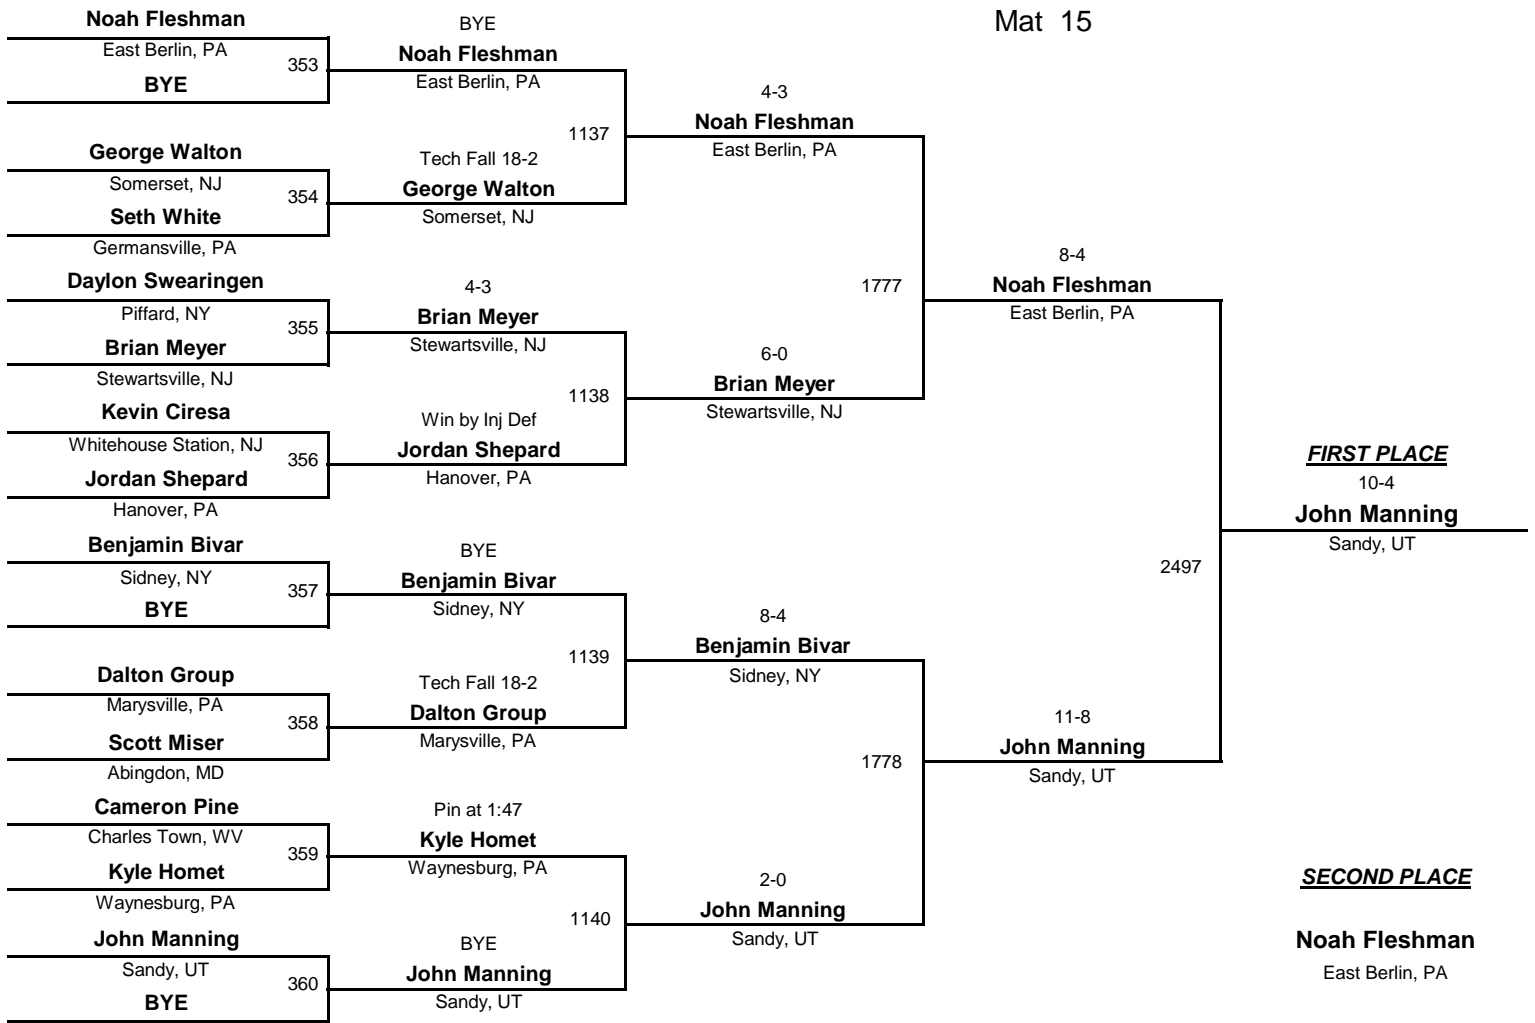 Mat 15
Noah Fleshman
East Berlin, PA
353
BYE
George Walton
Somerset, NJ
354
Seth White
Germansville, PA
Daylon Swearingen
Piffard, NY
355
Brian Meyer
Stewartsville, NJ
Kevin Ciresa
Whitehouse Station, NJ
356
Jordan Shepard
Hanover, PA
Benjamin Bivar
Sidney, NY
357
BYE
Dalton Group
Marysville, PA
358
Scott Miser
Abingdon, MD
Cameron Pine
Charles Town, WV
359
Kyle Homet
Waynesburg, PA
John Manning
Sandy, UT
360
BYE
BYE
Noah Fleshman
East Berlin, PA
1137
Tech Fall 18-2
George Walton
Somerset, NJ
4-3
Brian Meyer
Stewartsville, NJ
1138
Win by Inj Def
Jordan Shepard
Hanover, PA
BYE
Benjamin Bivar
Sidney, NY
1139
Tech Fall 18-2
Dalton Group
Marysville, PA
Pin at 1:47
Kyle Homet
Waynesburg, PA
1140
BYE
John Manning
Sandy, UT
4-3
Noah Fleshman
East Berlin, PA
1777
6-0
Brian Meyer
Stewartsville, NJ
8-4
Benjamin Bivar
Sidney, NY
1778
2-0
John Manning
Sandy, UT
8-4
Noah Fleshman
East Berlin, PA
2497
11-8
John Manning
Sandy, UT
FIRST PLACE
10-4
John Manning
Sandy, UT
SECOND PLACE
Noah Fleshman
East Berlin, PA